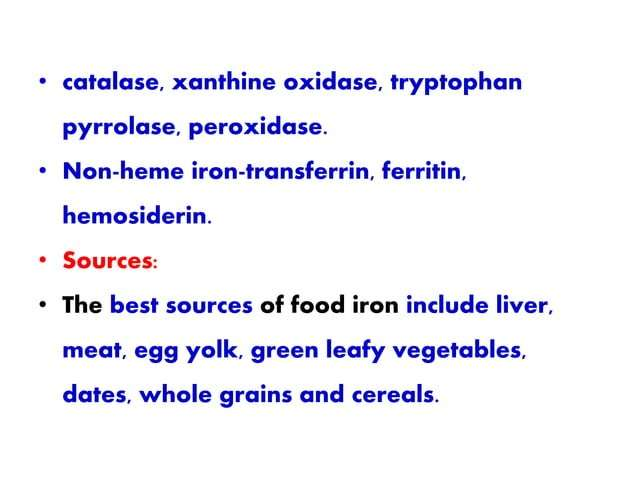 • catalase, xanthine oxidase, tryptophan
pyrrolase, peroxidase.
• Non-heme iron-transferrin, ferritin,
hemosiderin.
• Sources:
• The best sources of food iron include liver,
meat, egg yolk, green leafy vegetables,
dates, whole grains and cereals.